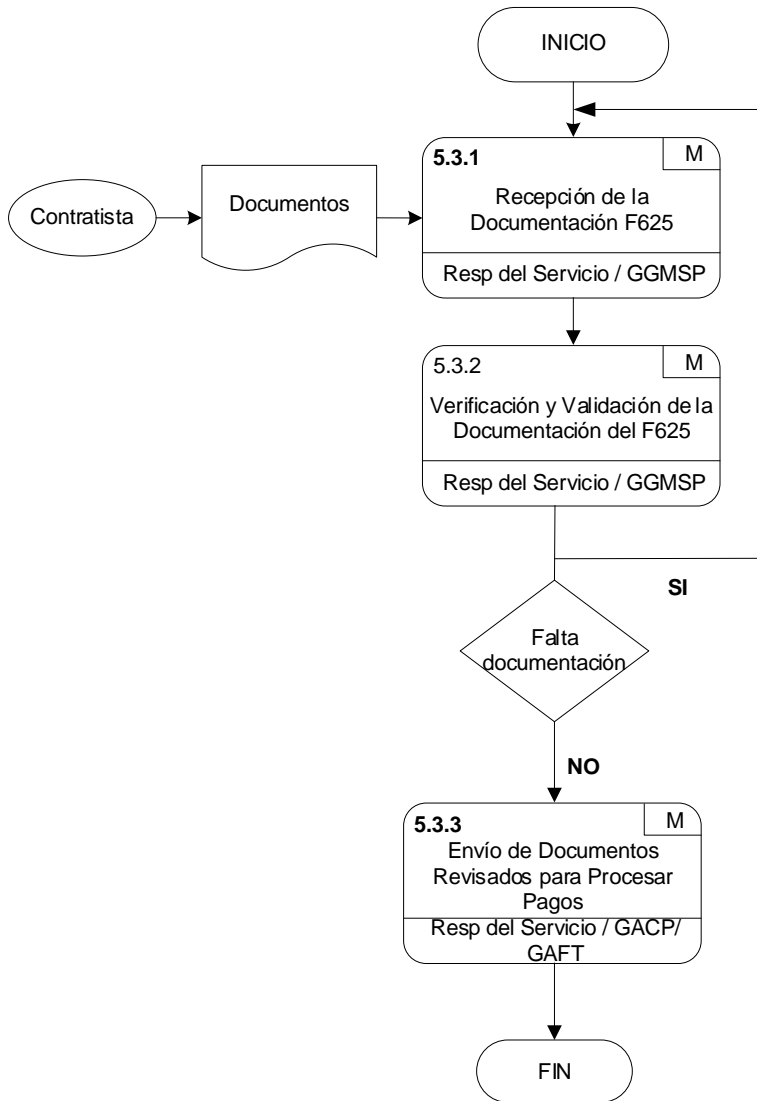 INICIO
5.3.1
M
Recepción de la
Documentación F625
Resp del Servicio / GGMSP
Contratista
Documentos
5.3.2
M
Verificación y Validación de la
Documentación del F625
Resp del Servicio / GGMSP
SI
Falta
documentación
NO
5.3.3
M
Envío de Documentos
Revisados para Procesar
Pagos
Resp del Servicio / GACP/
GAFT
FIN